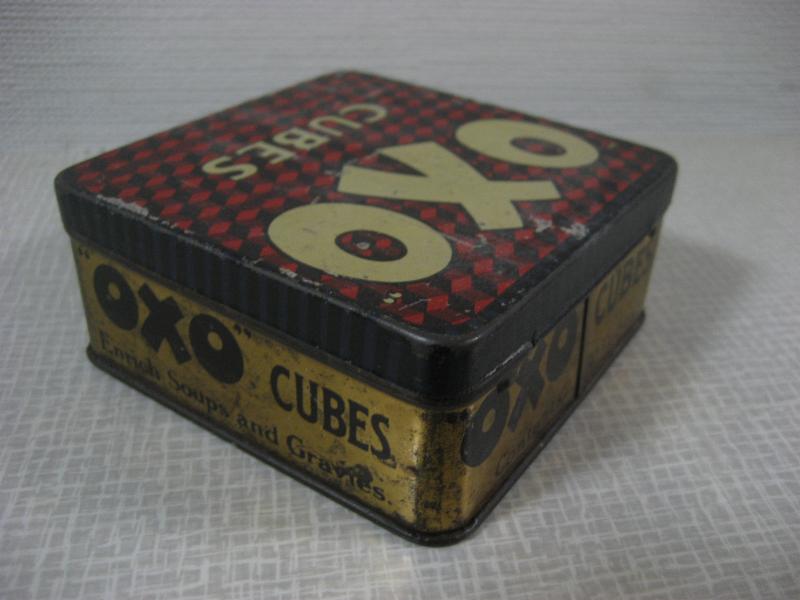 OXO"
CUBES
"OXO" CUBES
Enrich Soups and Gravies.
OXO CUBES